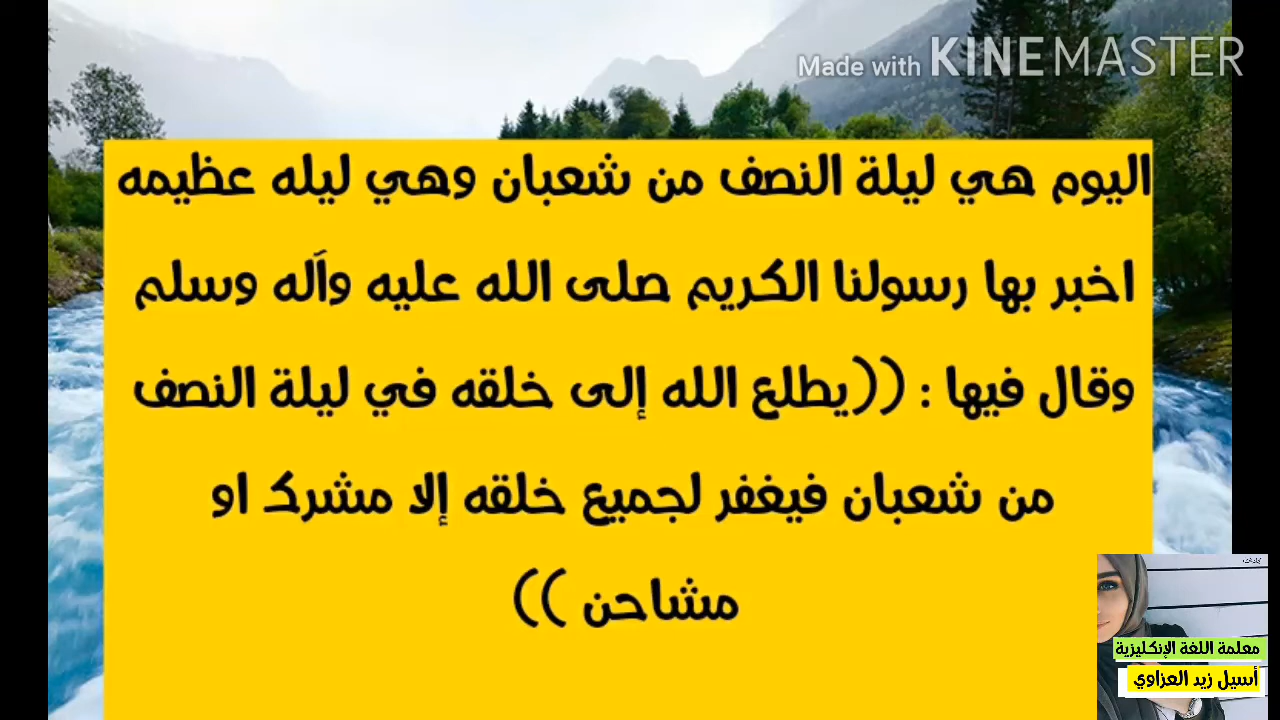 Made with KINEMASTER
اليوم هي ليلة النصف من شعبان وهي ليله عظيمه
اخبر بها رسولنا الكريم صلى الله عليه وآله وسلم
وقال فيها : ((يطلع الله إلى خلقه في ليلة النصف
من شعبان فيغفر لجميع خلقه إلا مشرك او
مشاحن ))
معلمة اللغة الإنكليزية
أسيل زيد العزاوي